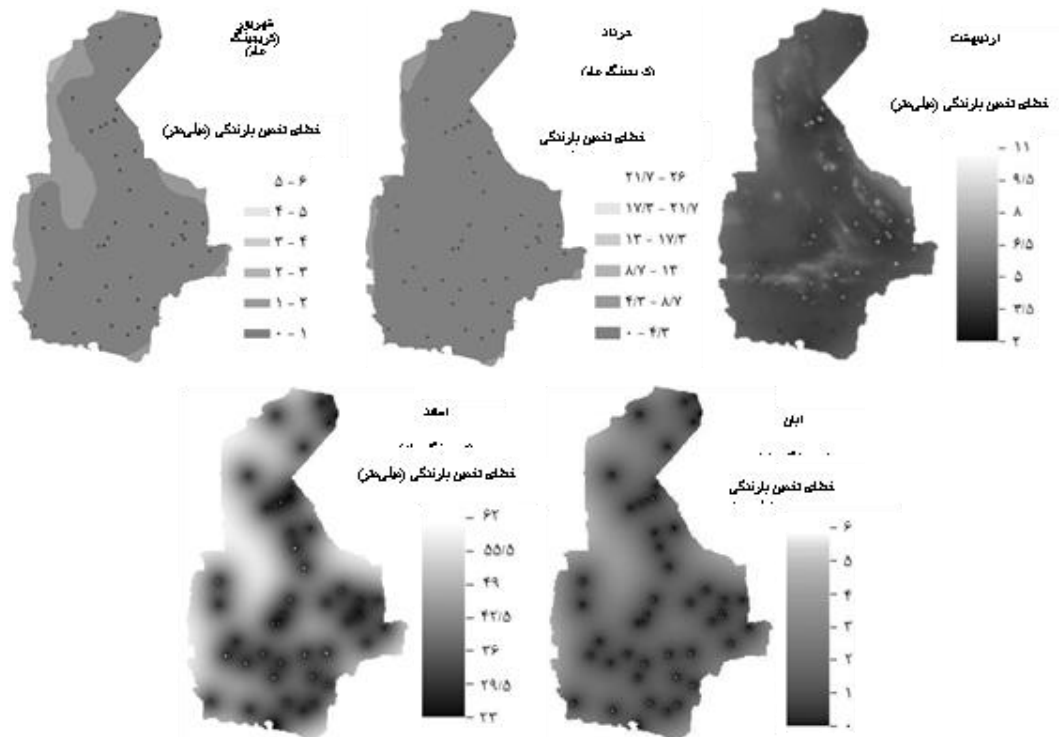 شهریور
(کریجینگ
ماه)
خطای تخمین بارندگی (میلی‌متر)
۵ - ۶
۴ - ۵
۳ - ۴
۲ - ۳
۱ - ۲
۰ - ۱
خرداد
خطای تخمین بارندگی
۲۱/۷ - ۲۶
۱۷/۳ - ۲۱/۷
۱۳ - ۱۷/۳
۸/۷ - ۱۳
۴/۳ - ۸/۷
۰ - ۴/۳
اردیبهشت
خطای تخمین بارندگی (میلی‌متر)
۱۱
۹/۵
۸
۶/۵
۵
۳/۵
۲
اسفند
خطای تخمین بارندگی (میلی‌متر)
۶۲
۵۵/۵
۴۹
۴۲/۵
۳۶
۲۹/۵
۲۳
ابان
خطای تخمین بارندگی
۶
۵
۴
۳
۲
۱
۰